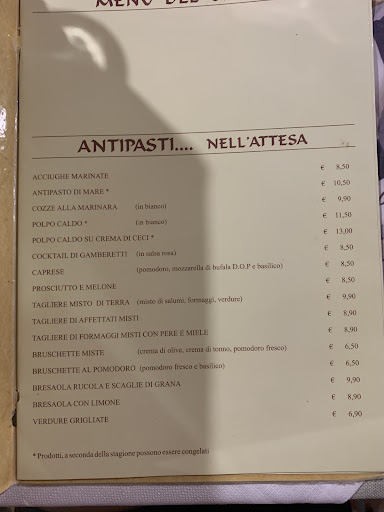 MENU DEL
ANTIPASTI.... NELL'ATTESA
ACCIUGHE MARINATE € 8,50
ANTIPASTO DI MARE * € 10,50
COZZE ALLA MARINARA (in bianco) € 9,90
POLPO CALDO * (in bianco) € 11,50
POLPO CALDO SU CREMA DI CECI * € 13,00
COCKTAIL DI GAMBERETTI (in salsa rosa) € 8,50
CAPRESE (pomodoro, mozzarella di bufala D.O.P e basilico) € 8,50
PROSCIUTTO E MELONE € 8,50
TAGLIERE MISTO DI TERRA (misto di salumi, formaggi, verdure) € 9,90
TAGLIERE DI AFFETTATI MISTI € 8,90
TAGLIERE DI FORMAGGI MISTI CON PERE E MIELE € 8,90
BRUSCHETTE MISTE (crema di olive, crema di tonno, pomodoro fresco) € 6,50
BRUSCHETTE AL POMODORO (pomodoro fresco e basilico) € 6,50
BRESAOLA RUCOLA E SCAGLIE DI GRANA € 9,90
BRESAOLA CON LIMONE € 8,90
VERDURE GRIGLIATE € 6,90
* Prodotti, a seconda della stagione possono essere congelati